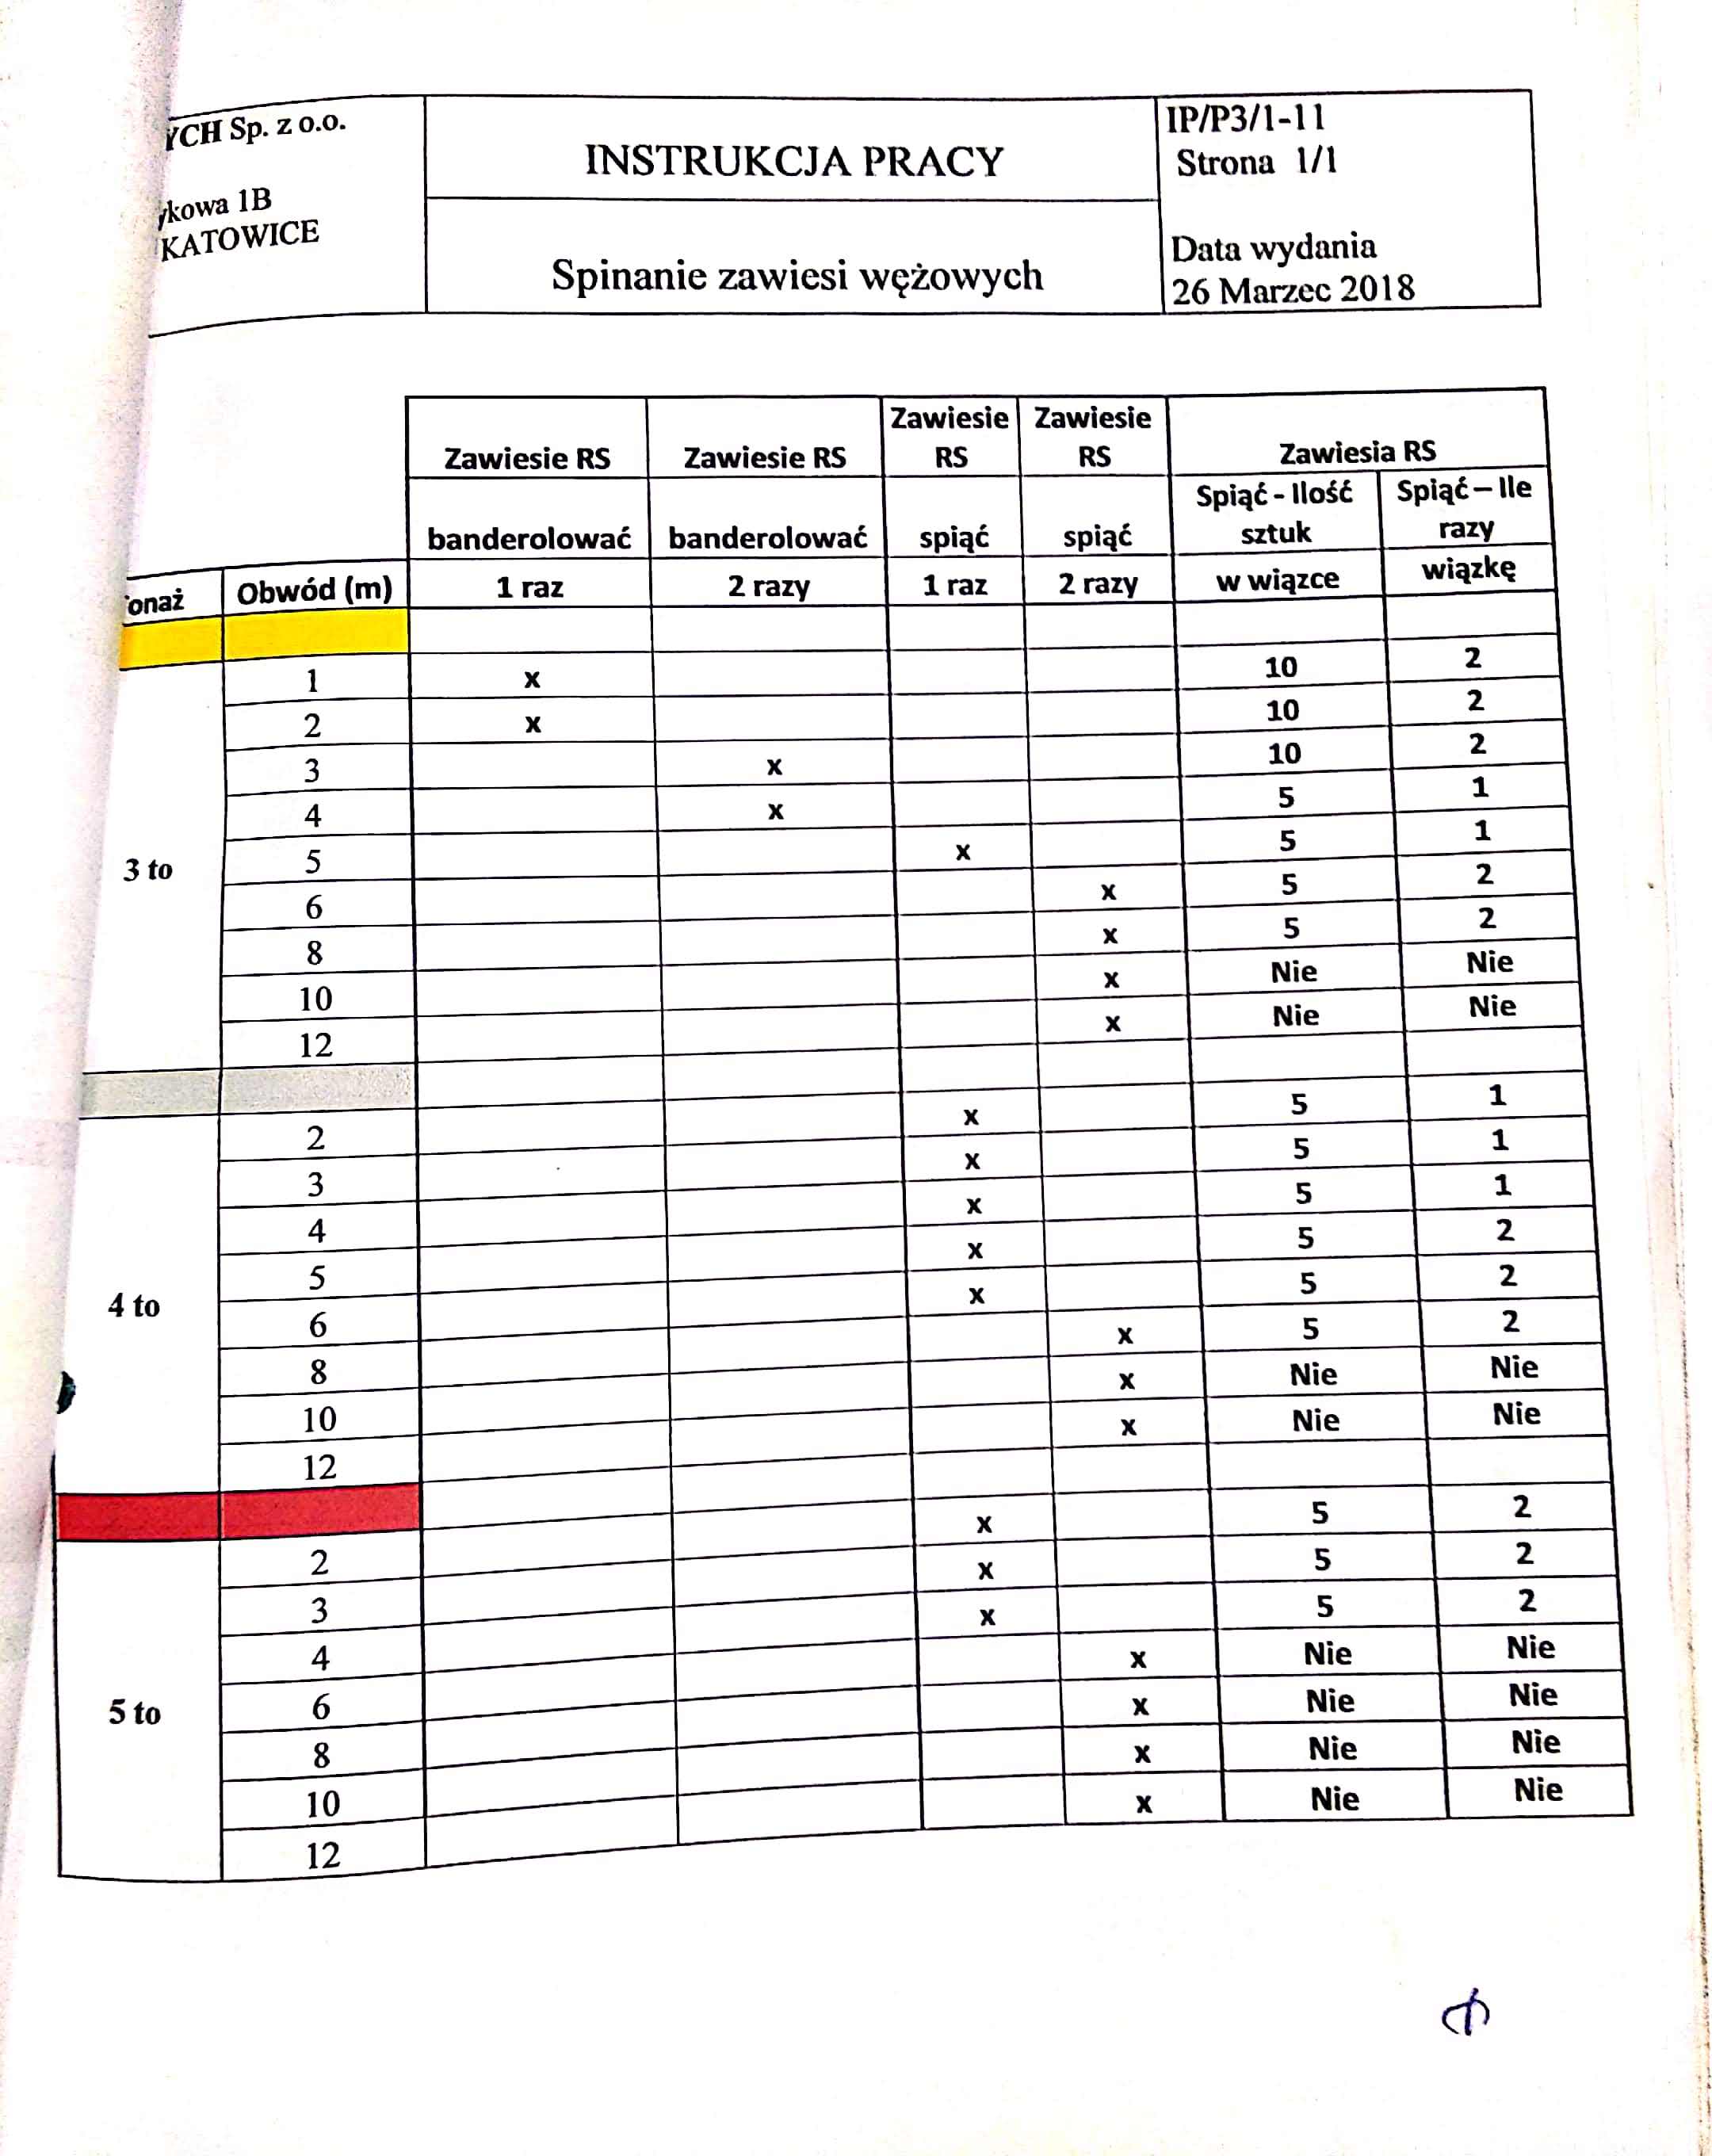 YCH Sp. z o.o.
kowa 1B
KATOWICE
INSTRUKCJA PRACY
Spinanie zawiesi wężowych
IP/P3/1-11
Strona 1/1
Data wydania
26 Marzec 2018
Zawiesie RS Zawiesie RS Zawiesie RS Zawiesie RS Zawiesia RS
banderolować banderolować spiąć spiąć Spiąć - Ilość sztuk Spiąć – Ile razy
onaż Obwód (m) 1 raz 2 razy 1 raz 2 razy w wiązce wiązkę
3 to
1 x 10 2
2 x 10 2
3 x 10 2
4 x 5 1
5 x 5 1
6 x 5 2
8 x 5 2
10 x Nie Nie
12 x Nie Nie
4 to
2 x 5 1
3 x 5 1
4 x 5 1
5 x 5 2
6 x 5 2
8 x 5 2
10 x Nie Nie
12 x Nie Nie
5 to
2 x 5 2
3 x 5 2
4 x 5 2
6 x Nie Nie
8 x Nie Nie
10 x Nie Nie
12 x Nie Nie